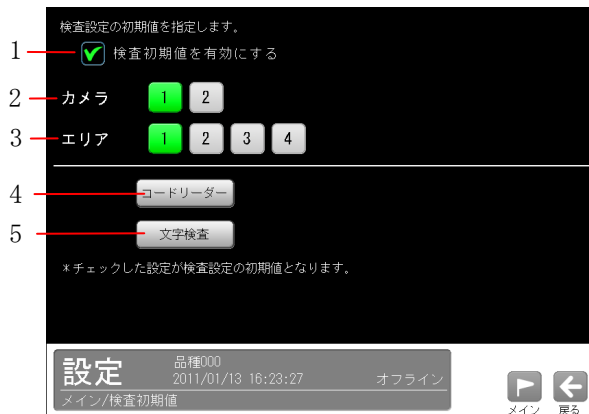 検査設定の初期値を指定します。
1 検査初期値を有効にする
2 カメラ 1 2
3 エリア 1 2 3 4
4 コードリーダー
5 文字検査
*チェックした設定が検査設定の初期値となります。
設定 品種000
2011/01/13 16:23:27 オフライン
メイン/検査初期値
メイン 戻る